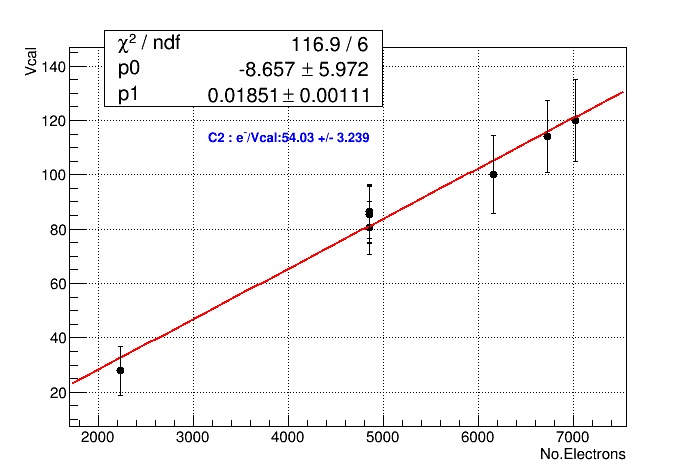 χ² / ndf 116.9 / 6
p0 -8.657 ± 5.972
p1 0.01851 ± 0.00111
C2 : e⁻/Vcal:54.03 +/- 3.239
Vcal
140
120
100
80
60
40
20
2000 3000 4000 5000 6000 7000
No.Electrons